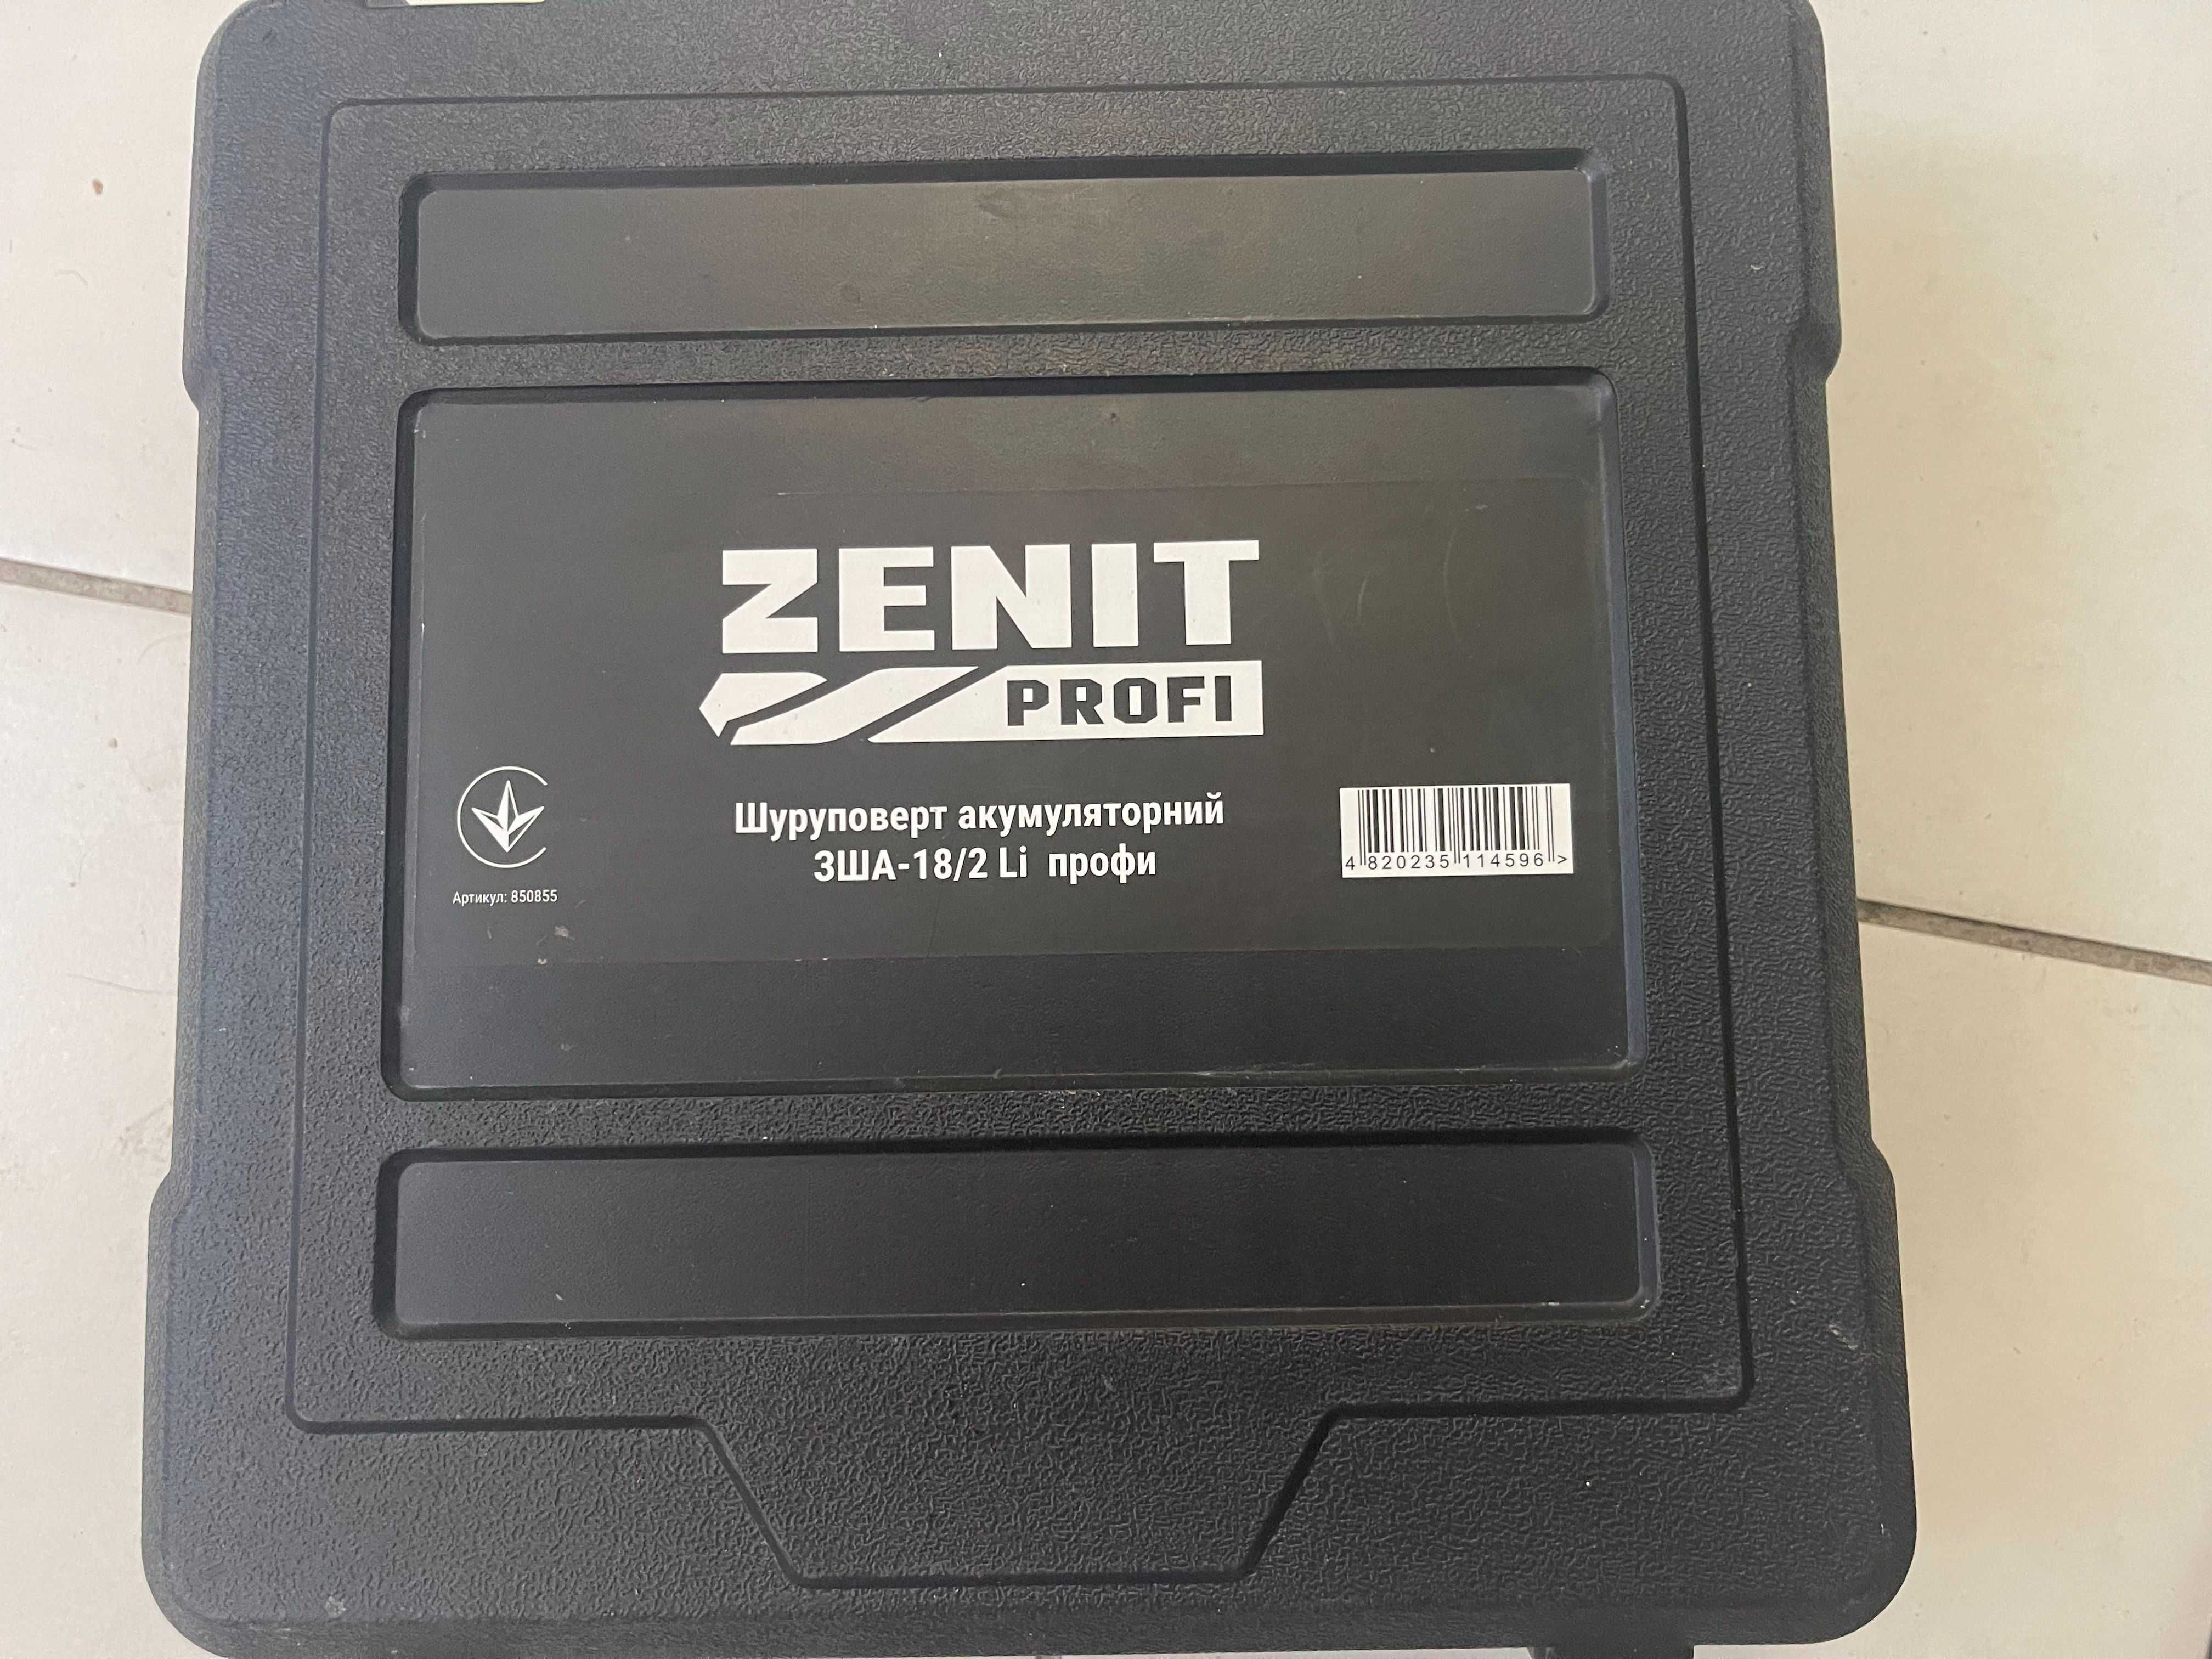 ZENIT
PROFI
Шуруповерт акумуляторний
ЗША-18/2 Li профи
Артикул: 850855
4 820235 114596 >